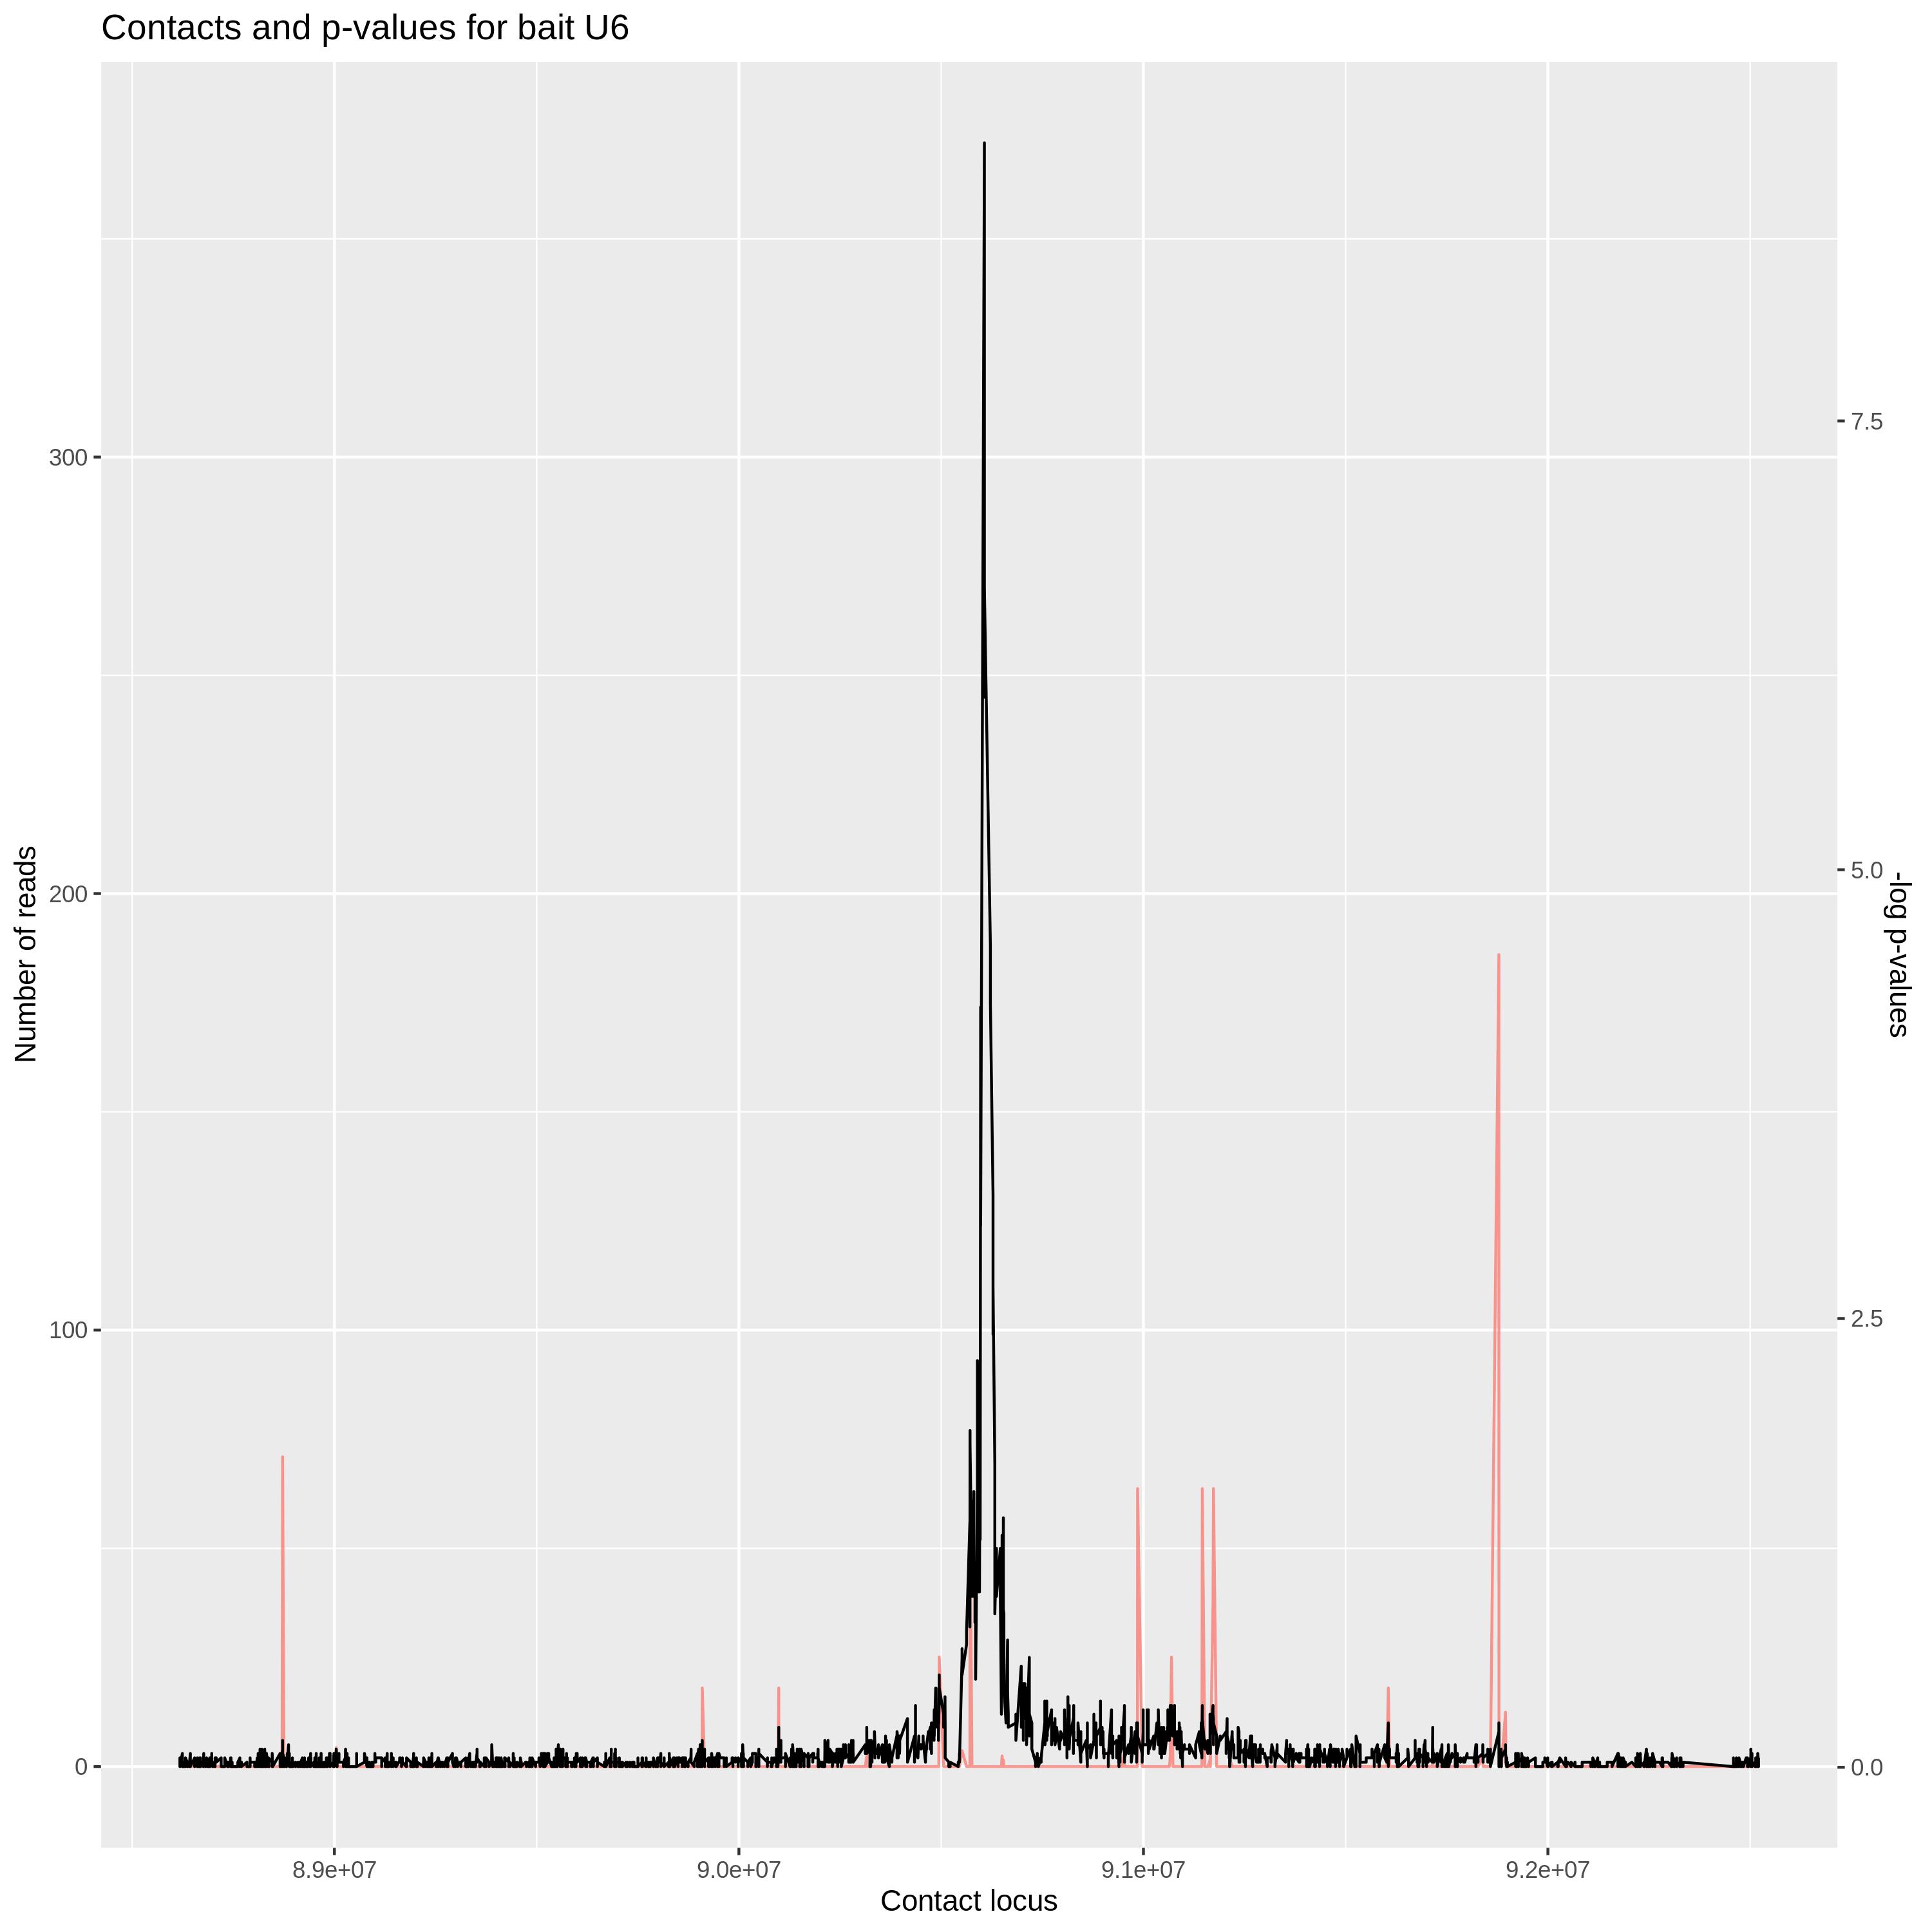 Contacts and p-values for bait U6
Number of reads
300
200
100
0
7.5
5.0
2.5
0.0
-log p-values
8.9e+07
9.0e+07
9.1e+07
9.2e+07
Contact locus